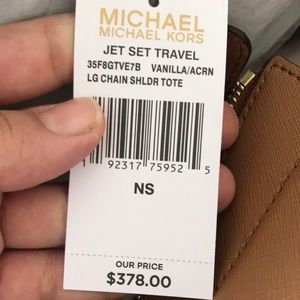 MICHAEL
MICHAEL KORS
JET SET TRAVEL
35F8GTVE7B VANILLA/ACRN
LG CHAIN SHLDR TOTE
1 92317 75952 5
NS
OUR PRICE
$378.00